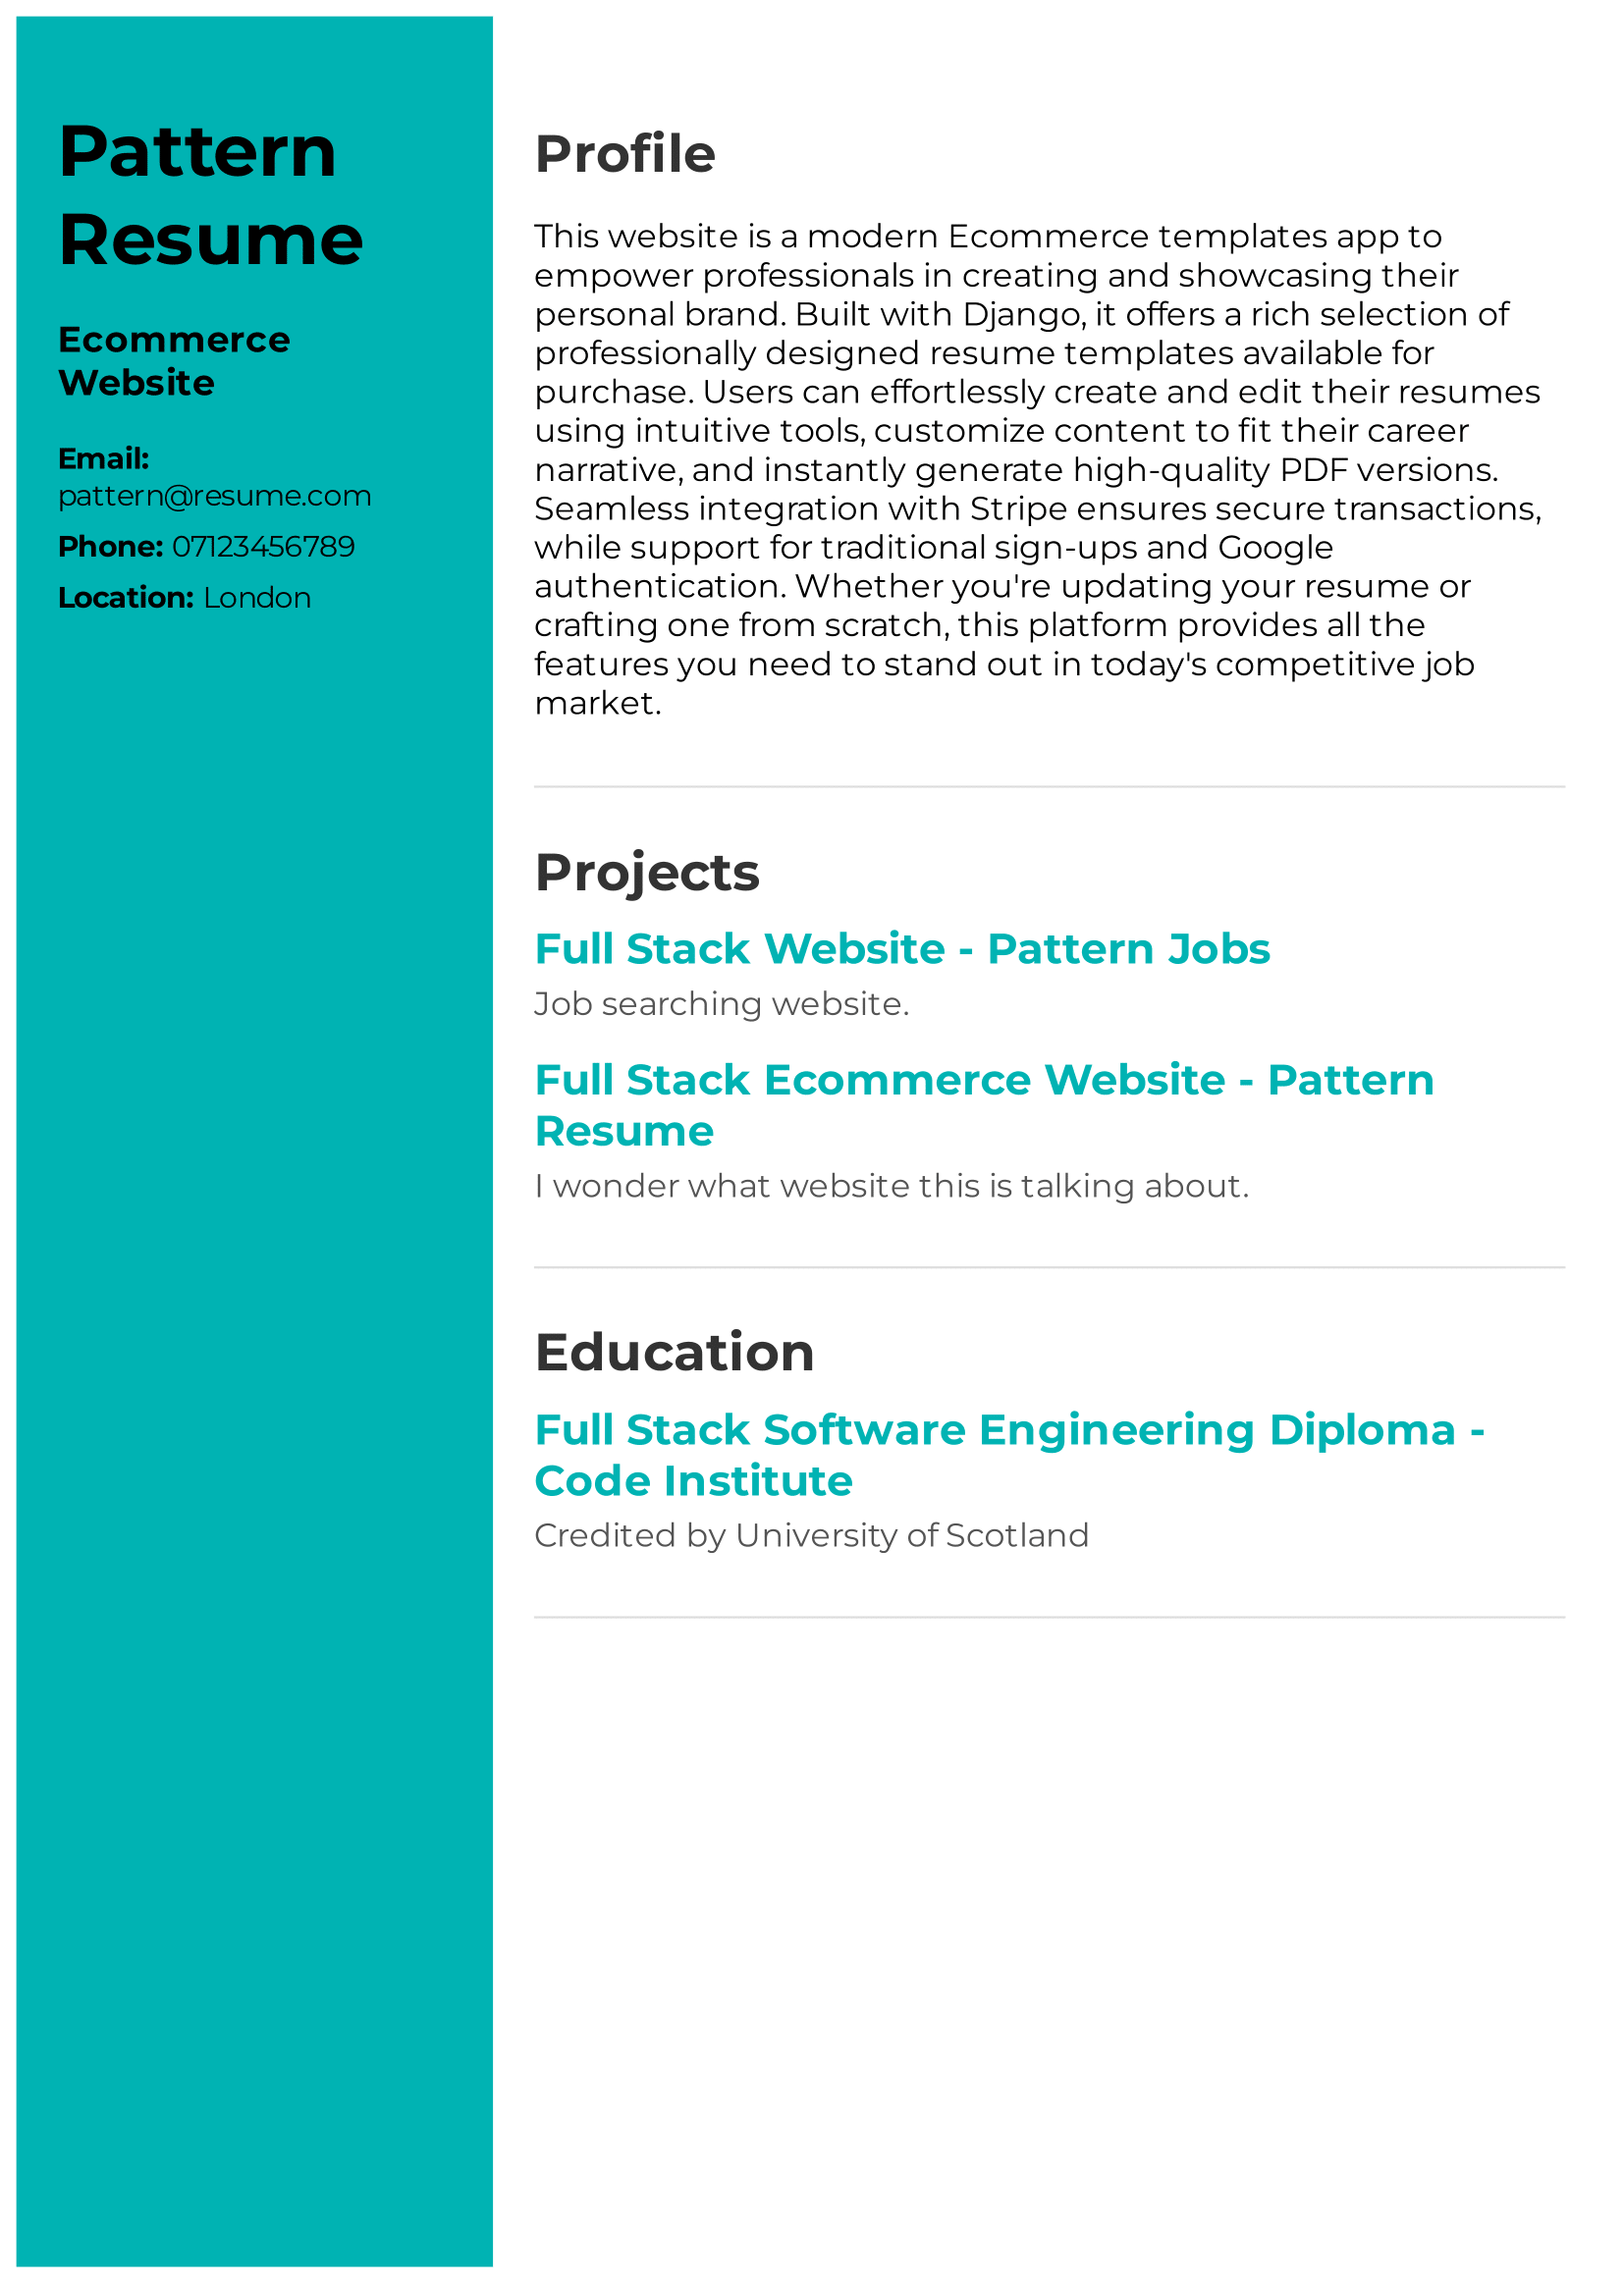 Pattern
Resume
Ecommerce
Website
Email:
pattern@resume.com
Phone: 07123456789
Location: London
Profile
This website is a modern Ecommerce templates app to
empower professionals in creating and showcasing their
personal brand. Built with Django, it offers a rich selection of
professionally designed resume templates available for
purchase. Users can effortlessly create and edit their resumes
using intuitive tools, customize content to fit their career
narrative, and instantly generate high-quality PDF versions.
Seamless integration with Stripe ensures secure transactions,
while support for traditional sign-ups and Google
authentication. Whether you're updating your resume or
crafting one from scratch, this platform provides all the
features you need to stand out in today's competitive job
market.
Projects
Full Stack Website - Pattern Jobs
Job searching website.
Full Stack Ecommerce Website - Pattern
Resume
I wonder what website this is talking about.
Education
Full Stack Software Engineering Diploma -
Code Institute
Credited by University of Scotland